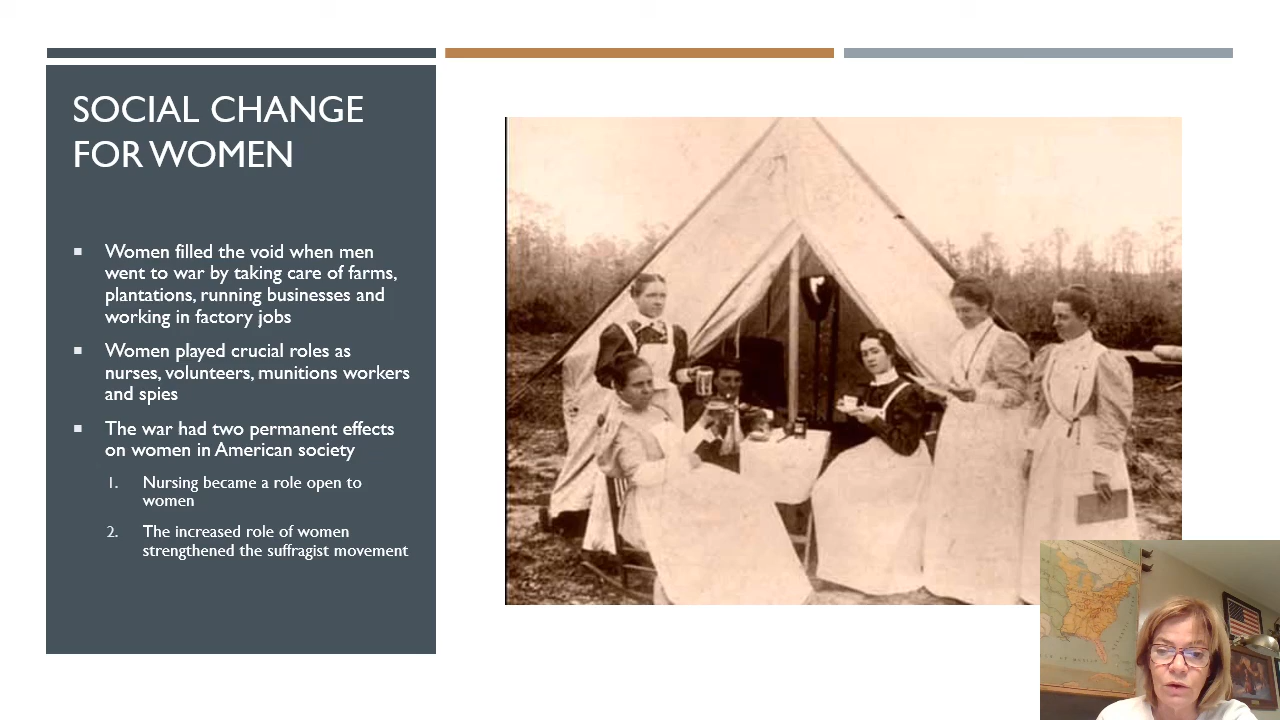 SOCIAL CHANGE
FOR WOMEN
Women filled the void when men
went to war by taking care of farms,
plantations, running businesses and
working in factory jobs
Women played crucial roles as
nurses, volunteers, munitions workers
and spies
The war had two permanent effects
on women in American society
1. Nursing became a role open to
women
2. The increased role of women
strengthened the suffragist movement